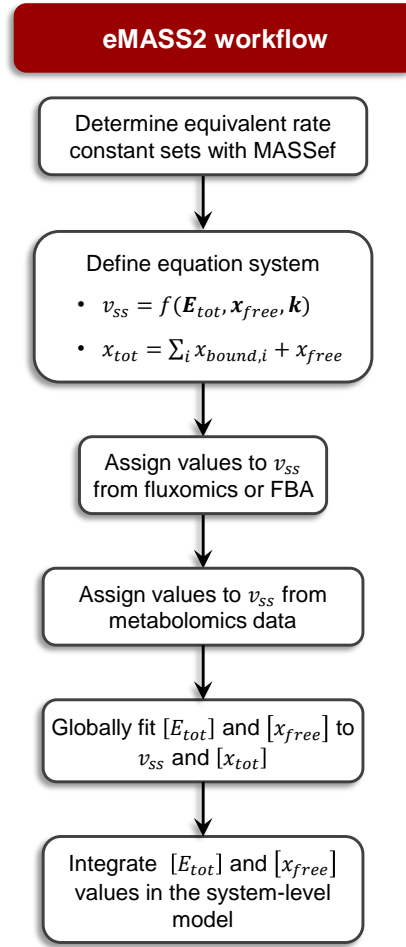 eMASS2 workflow
Determine equivalent rate
constant sets with MASSef
Define equation system
• v_ss = f(E_tot, x_free, k)
• x_tot = ∑_i x_bound,i + x_free
Assign values to v_ss
from fluxomics or FBA
Assign values to v_ss from
metabolomics data
Globally fit [E_tot] and [x_free] to
v_ss and [x_tot]
Integrate [E_tot] and [x_free]
values in the system-level
model